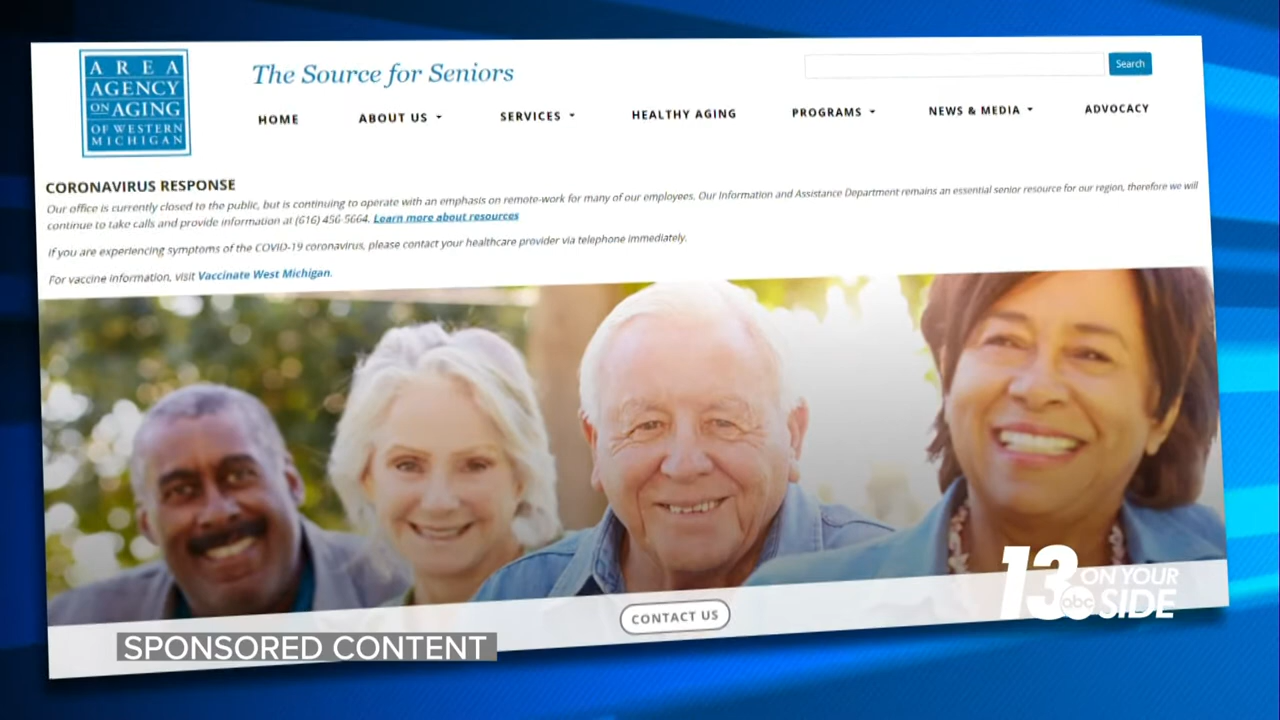 AREA
AGENCY
ON AGING
OF WESTERN
MICHIGAN
The Source for Seniors
Search
HOME ABOUT US SERVICES HEALTHY AGING PROGRAMS NEWS & MEDIA ADVOCACY
CORONAVIRUS RESPONSE
Our office is currently closed to the public, but is continuing to operate with an emphasis on remote-work for many of our employees. Our Information and Assistance Department remains an essential senior resource for our region, therefore we will
continue to take calls and provide information at (616) 456-5664. Learn more about resources
If you are experiencing symptoms of the COVID-19 coronavirus, please contact your healthcare provider via telephone immediately.
For vaccine information, visit Vaccinate West Michigan.
CONTACT US
13 ON YOUR
abc SIDE
SPONSORED CONTENT